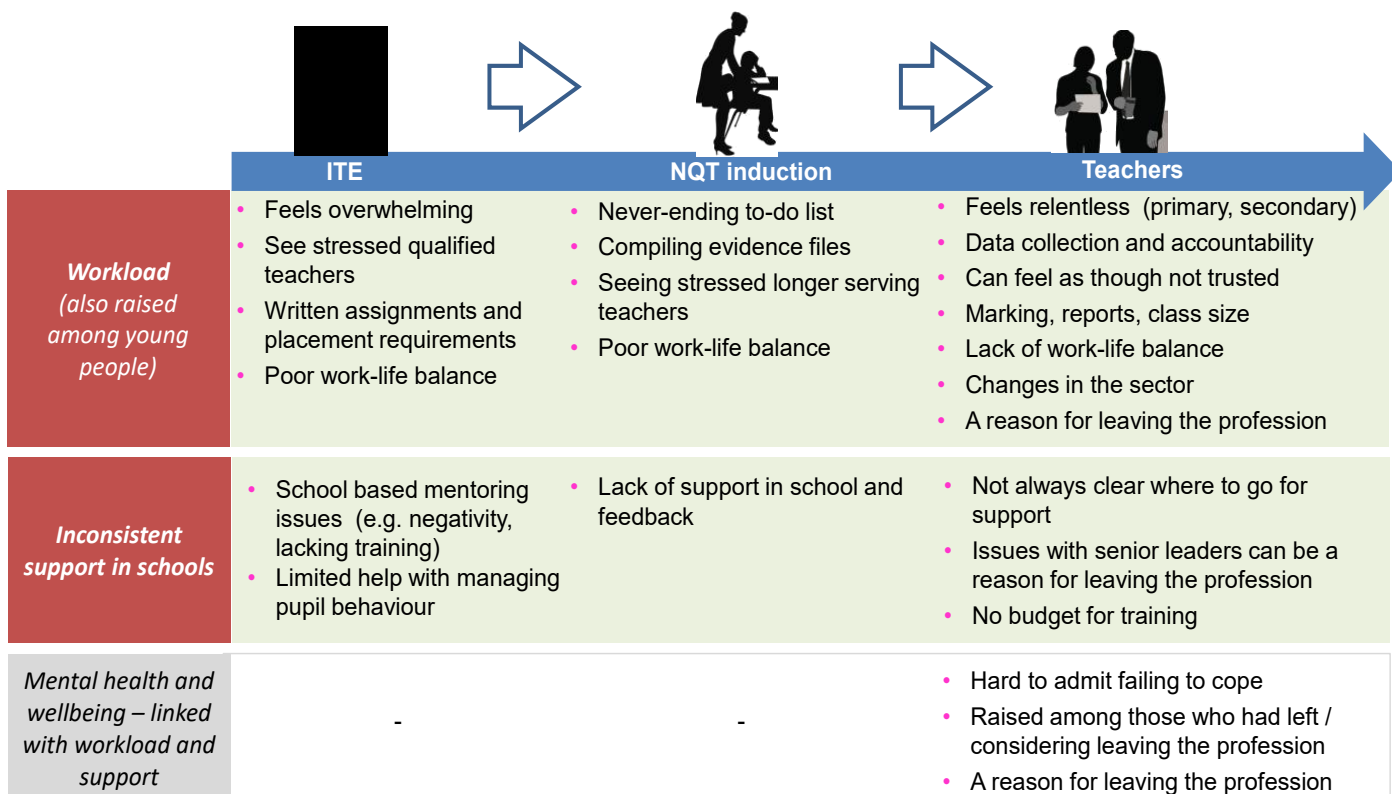 ITE
NQT induction
Teachers
Workload
(also raised
among young
people)
• Feels overwhelming
• See stressed qualified
teachers
• Written assignments and
placement requirements
• Poor work-life balance
• Never-ending to-do list
• Compiling evidence files
• Seeing stressed longer serving
teachers
• Poor work-life balance
• Feels relentless (primary, secondary)
• Data collection and accountability
• Can feel as though not trusted
• Marking, reports, class size
• Lack of work-life balance
• Changes in the sector
• A reason for leaving the profession
Inconsistent
support in schools
• School based mentoring
issues (e.g. negativity,
lacking training)
• Limited help with managing
pupil behaviour
• Lack of support in school and
feedback
• Not always clear where to go for
support
• Issues with senior leaders can be a
reason for leaving the profession
• No budget for training
Mental health and
wellbeing – linked
with workload and
support
-
-
• Hard to admit failing to cope
• Raised among those who had left /
considering leaving the profession
• A reason for leaving the profession